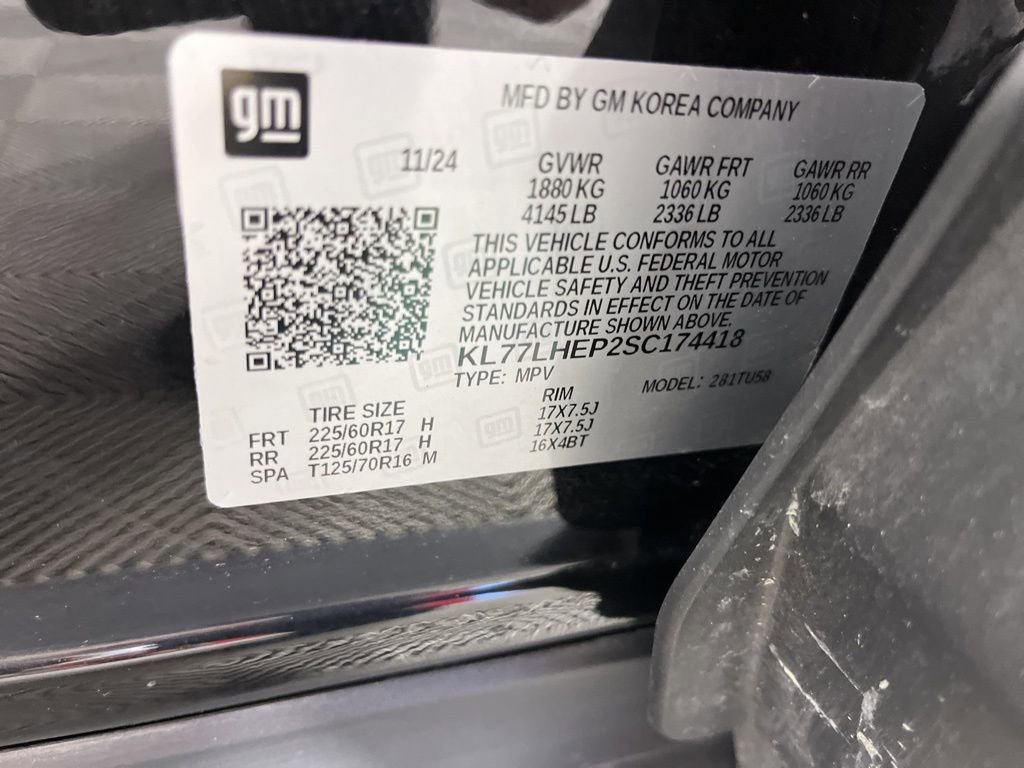 gm
MFD BY GM KOREA COMPANY
11/24
GVWR GAWR FRT GAWR RR
1880 KG 1060 KG 1060 KG
4145 LB 2336 LB 2336 LB
THIS VEHICLE CONFORMS TO ALL
APPLICABLE U.S. FEDERAL MOTOR
VEHICLE SAFETY AND THEFT PREVENTION
STANDARDS IN EFFECT ON THE DATE OF
MANUFACTURE SHOWN ABOVE.
KL77LHEP2SC174418
TYPE: MPV MODEL: 281TU58
TIRE SIZE RIM
FRT 225/60R17 H 17X7.5J
RR 225/60R17 H 17X7.5J
SPA T125/70R16 M 16X4BT